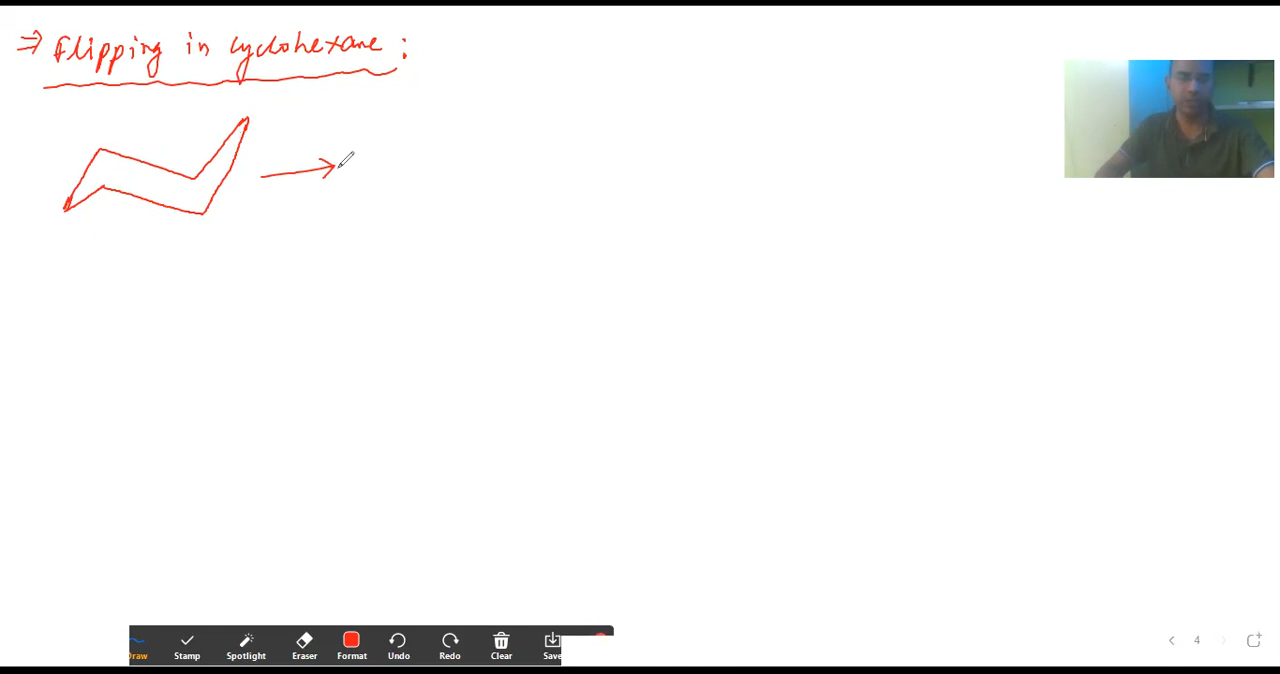 ⇒ Flipping in cyclohexane :
Draw Stamp Spotlight Eraser Format Undo Redo Clear Save
< 4 >